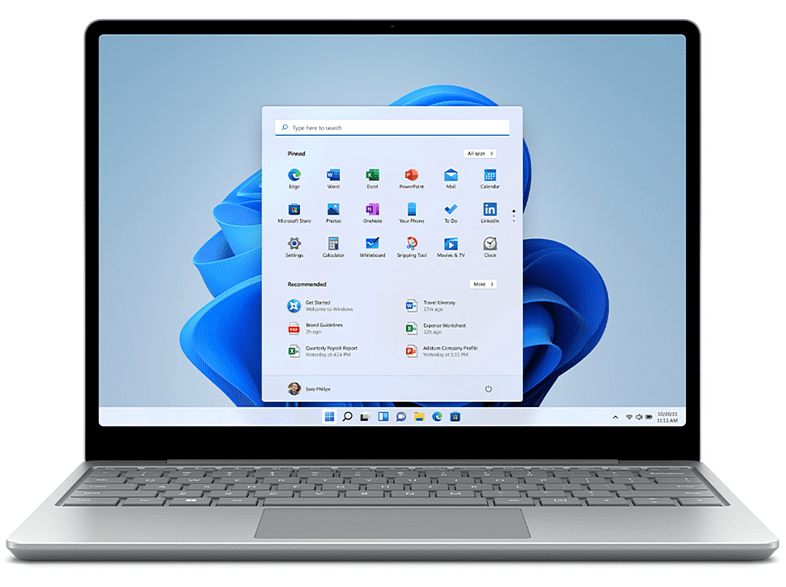 Type here to search
Pinned
All apps
Edge
Word
Excel
PowerPoint
Mail
Calendar
Microsoft Store
Photos
OneNote
Your Phone
To Do
LinkedIn
Settings
Calculator
Whiteboard
Snipping Tool
Movies & TV
Clock
Recommended
More
Get Started
Welcome to Windows
Travel Itinerary
17m ago
Brand Guidelines
2h ago
Expense Worksheet
12h ago
Quarterly Payroll Report
Yesterday at 4:24 PM
Adatum Company Profile
Yesterday at 1:15 PM
Sara Philips
10/20/21
11:11 AM